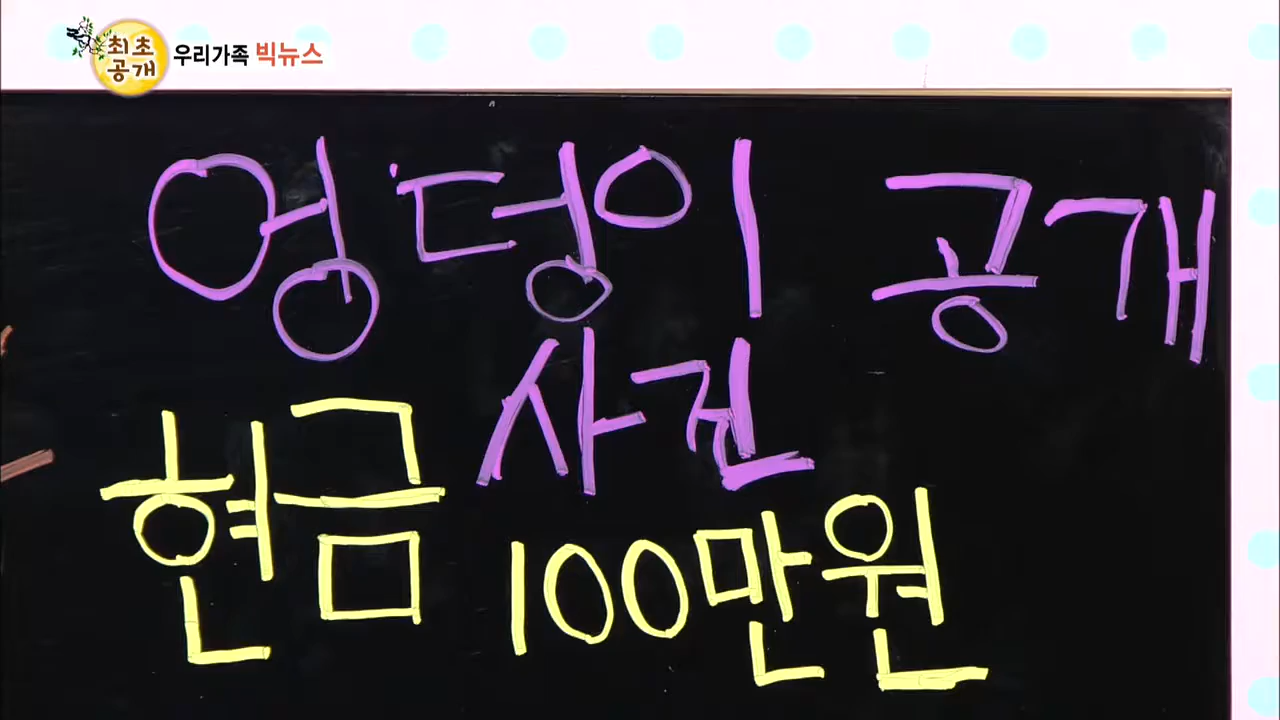 최초
공개
우리가족 빅뉴스
엉덩이 공개
사건
현금
100만원